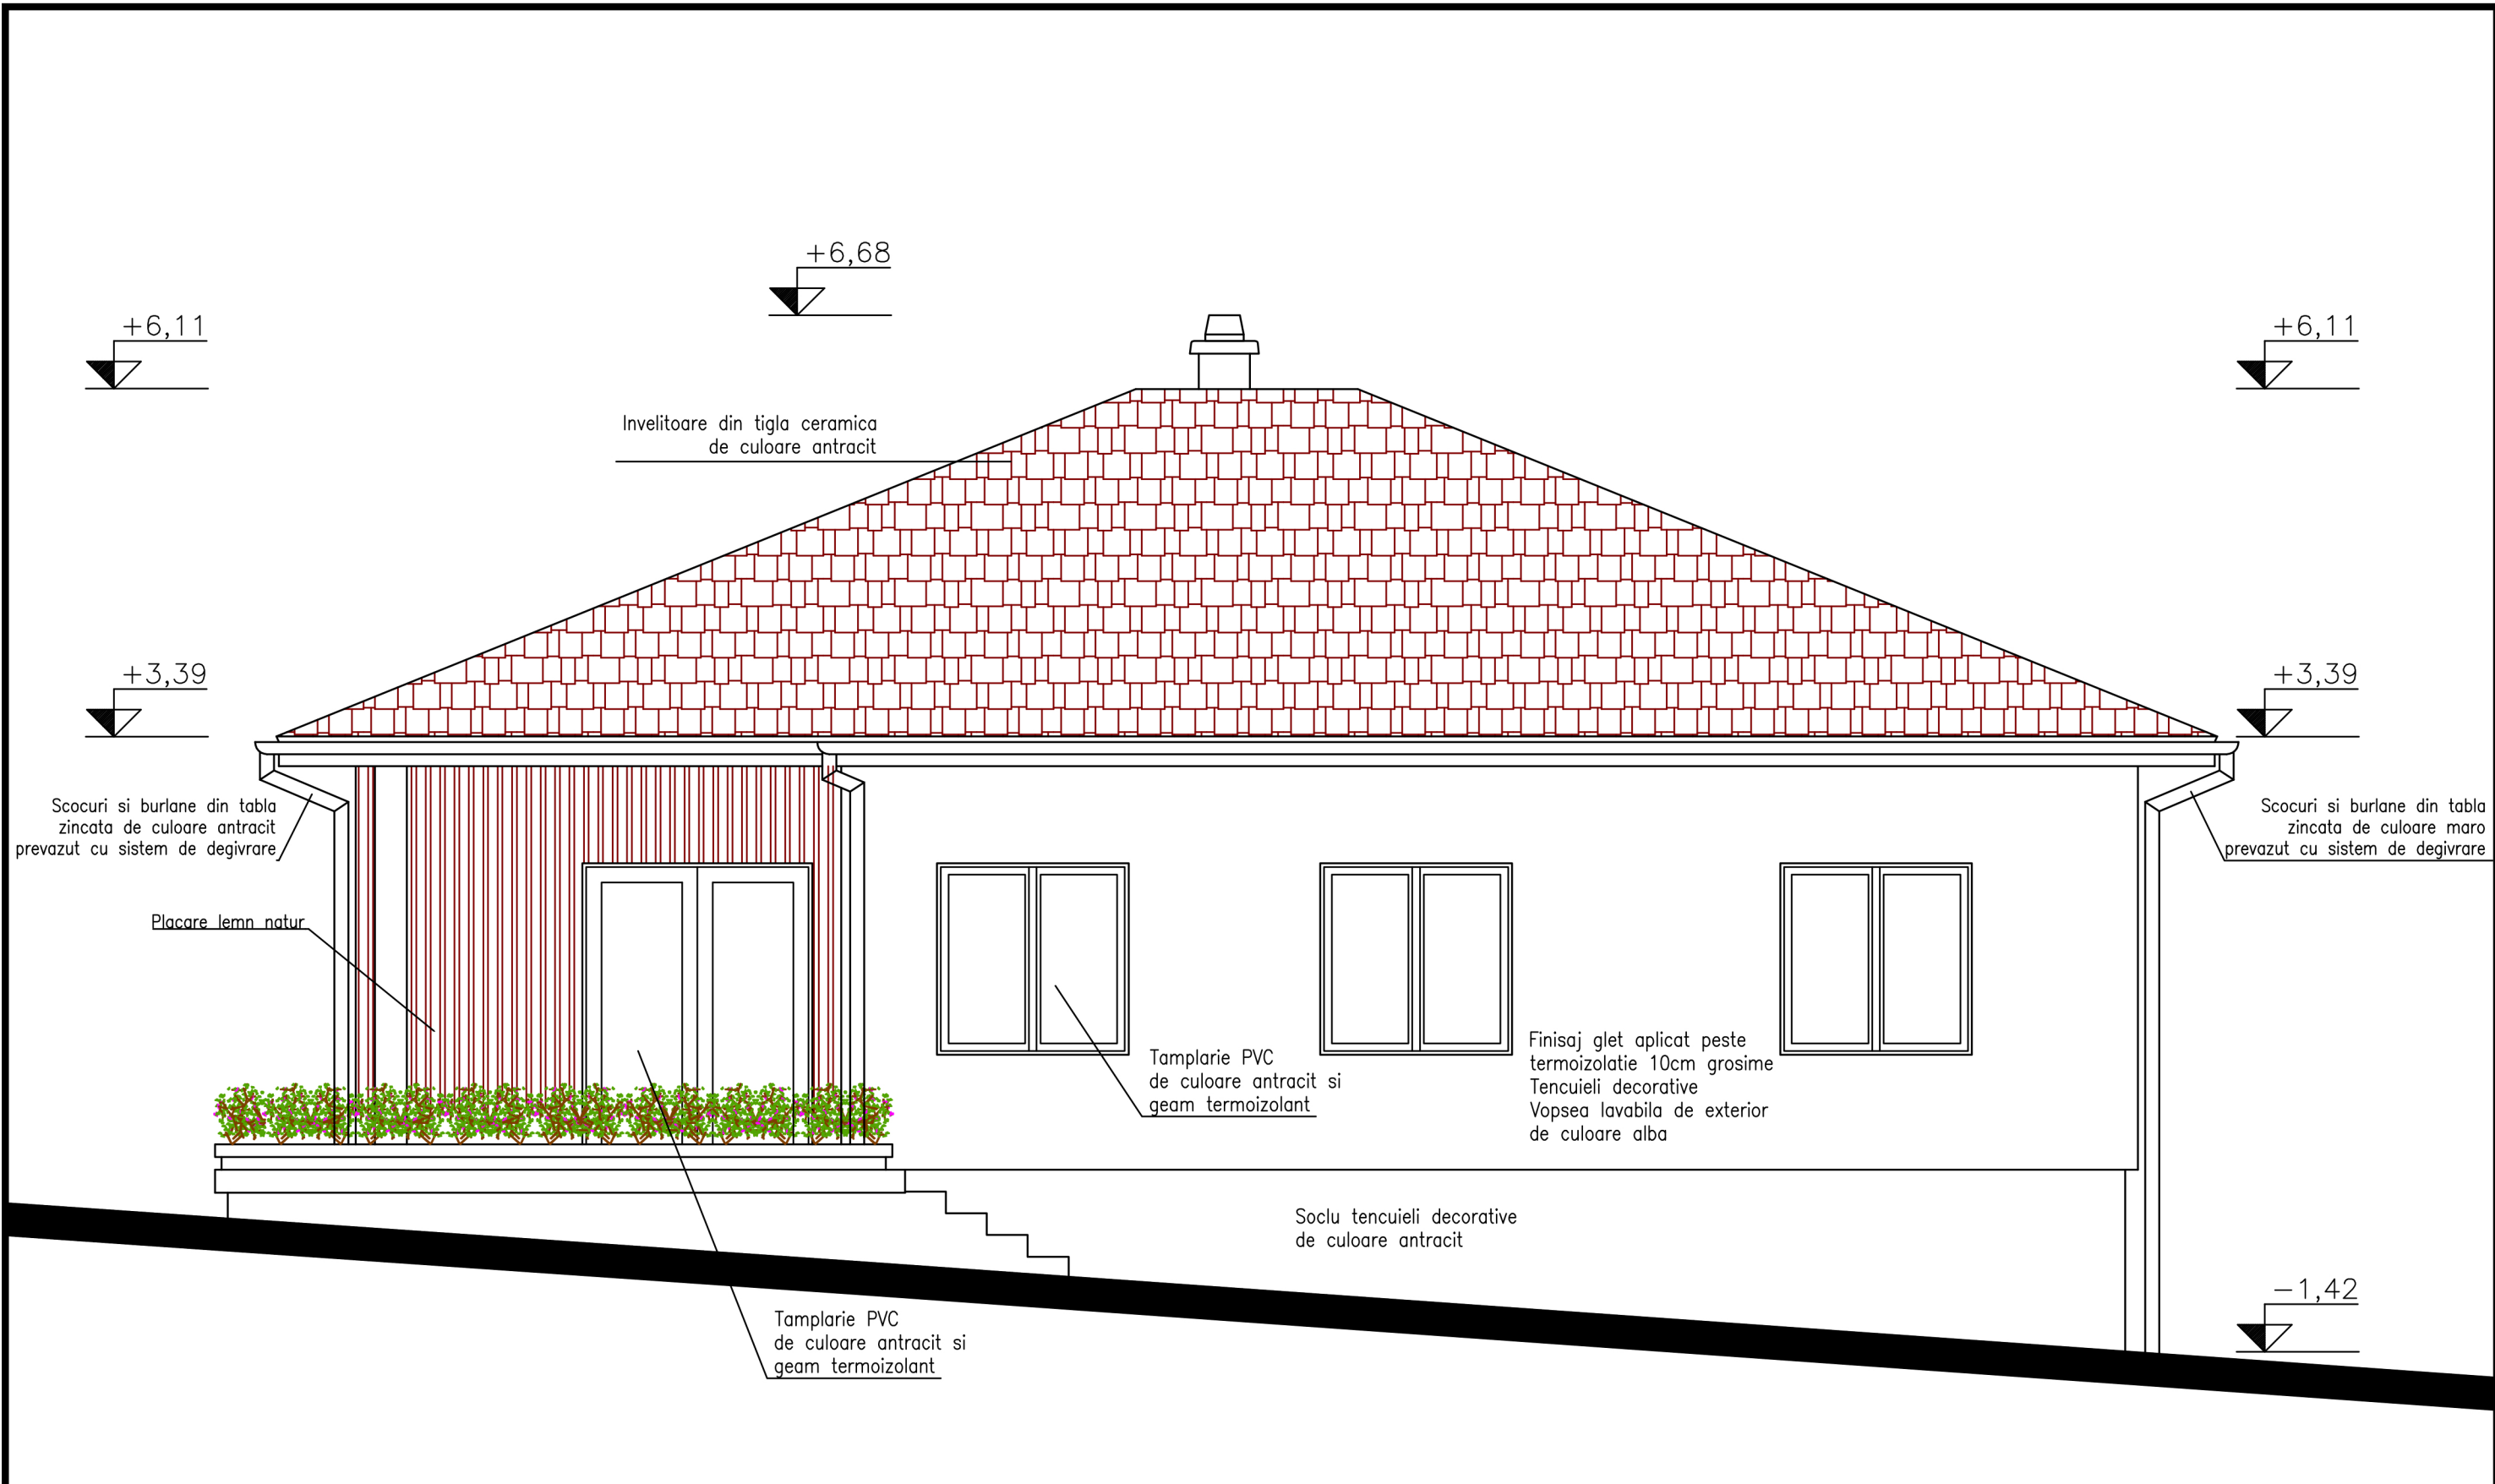 +6,68
+6,11
+6,11
Invelitoare din tigla ceramica
de culoare antracit
+3,39
+3,39
Scocuri si burlane din tabla
zincata de culoare antracit
prevazut cu sistem de degivrare
Scocuri si burlane din tabla
zincata de culoare maro
prevazut cu sistem de degivrare
Placare lemn natur
Tamplarie PVC
de culoare antracit si
geam termoizolant
Finisaj glet aplicat peste
termoizolatie 10cm grosime
Tencuieli decorative
Vopsea lavabila de exterior
de culoare alba
Soclu tencuieli decorative
de culoare antracit
−1,42
Tamplarie PVC
de culoare antracit si
geam termoizolant